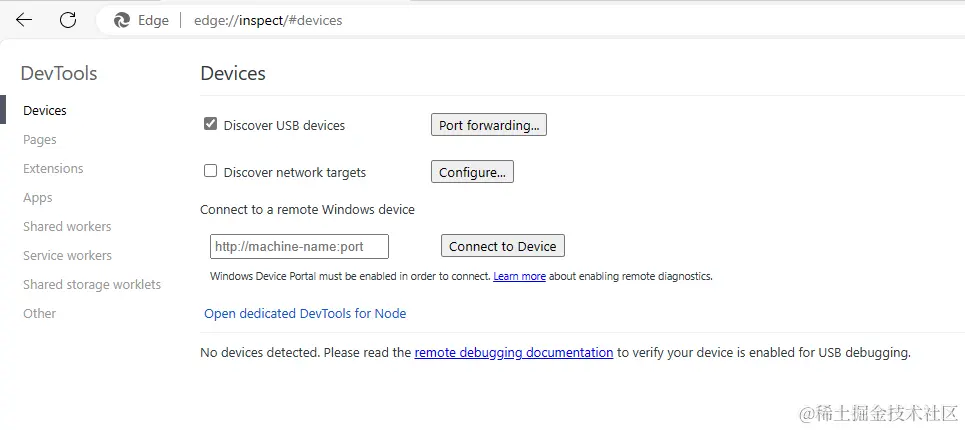 Edge
edge://inspect/#devices
DevTools
Devices
Pages
Extensions
Apps
Shared workers
Service workers
Shared storage worklets
Other
Devices
Discover USB devices
Port forwarding...
Discover network targets
Configure...
Connect to a remote Windows device
http://machine-name:port
Connect to Device
Windows Device Portal must be enabled in order to connect. Learn more about enabling remote diagnostics.
Open dedicated DevTools for Node
No devices detected. Please read the remote debugging documentation to verify your device is enabled for USB debugging.
@稀土掘金技术社区